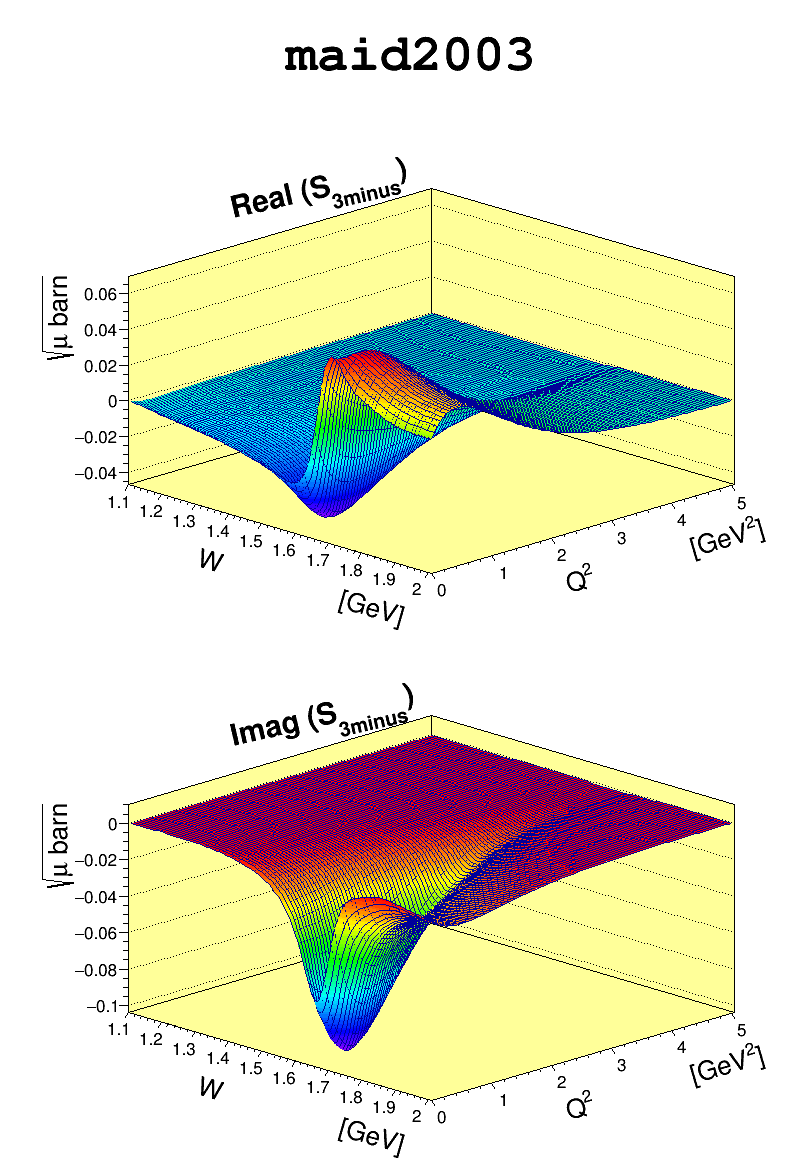 maid2003
Real (S3minus)
√μ barn
0.06
0.04
0.02
0
−0.02
−0.04
1.1 1.2 1.3 1.4 1.5 1.6 1.7 1.8 1.9 2
W [GeV]
0 1 2 3 4 5
Q² [GeV²]
Imag (S3minus)
√μ barn
0
−0.02
−0.04
−0.06
−0.08
−0.1
1.1 1.2 1.3 1.4 1.5 1.6 1.7 1.8 1.9 2
W [GeV]
0 1 2 3 4 5
Q² [GeV²]